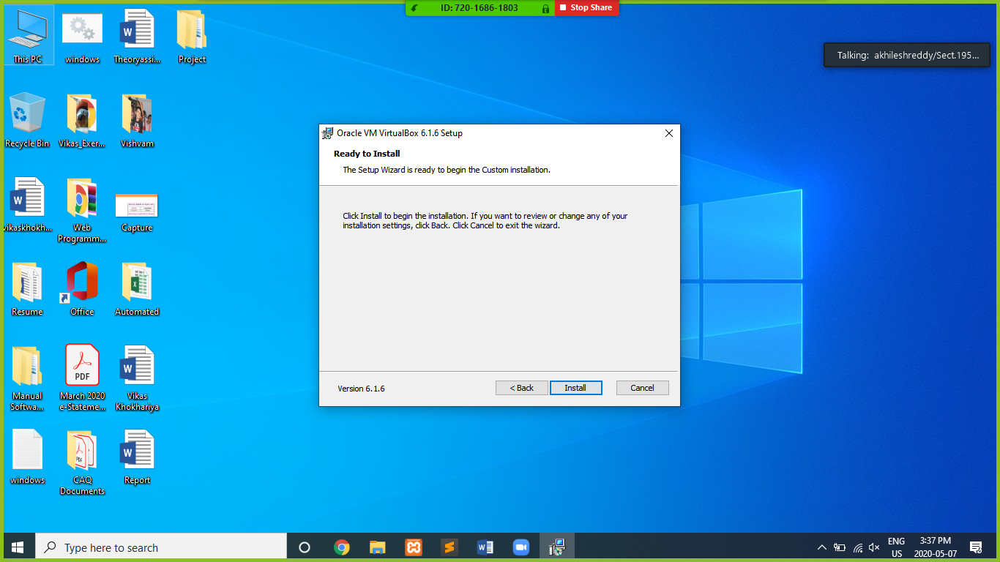 ID: 720-1686-1803
Stop Share
Talking: akhileshreddy/Sect.195...
This PC
windows
Theoryassi...
Project
Recycle Bin
Vikas_Exer...
Vishvam
vikaskhokh...
Web
Programm...
Capture
Resume
Office
Automated
Manual
Softwa...
PDF
March 2020
e-Stateme...
Vikas
Khokhariya
windows
CAQ
Documents
Report
Oracle VM VirtualBox 6.1.6 Setup
Ready to Install
The Setup Wizard is ready to begin the Custom installation.
Click Install to begin the installation. If you want to review or change any of your
installation settings, click Back. Click Cancel to exit the wizard.
Version 6.1.6
< Back
Install
Cancel
Type here to search
ENG
US
3:37 PM
2020-05-07